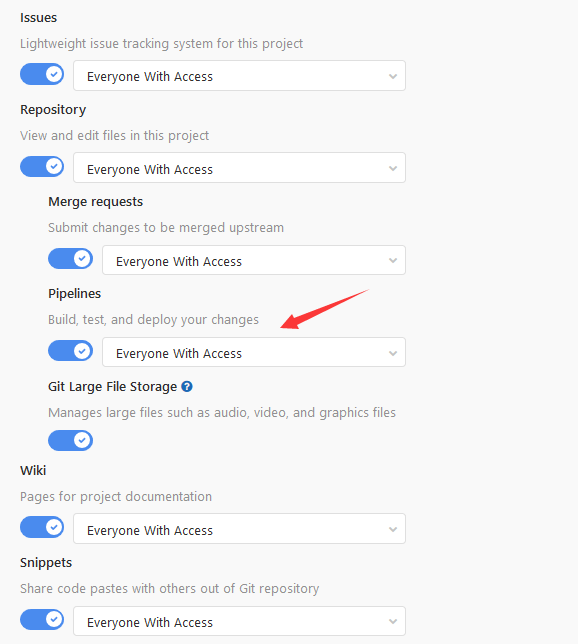 Issues
Lightweight issue tracking system for this project
Everyone With Access
Repository
View and edit files in this project
Everyone With Access
Merge requests
Submit changes to be merged upstream
Everyone With Access
Pipelines
Build, test, and deploy your changes
Everyone With Access
Git Large File Storage ?
Manages large files such as audio, video, and graphics files
Wiki
Pages for project documentation
Everyone With Access
Snippets
Share code pastes with others out of Git repository
Everyone With Access